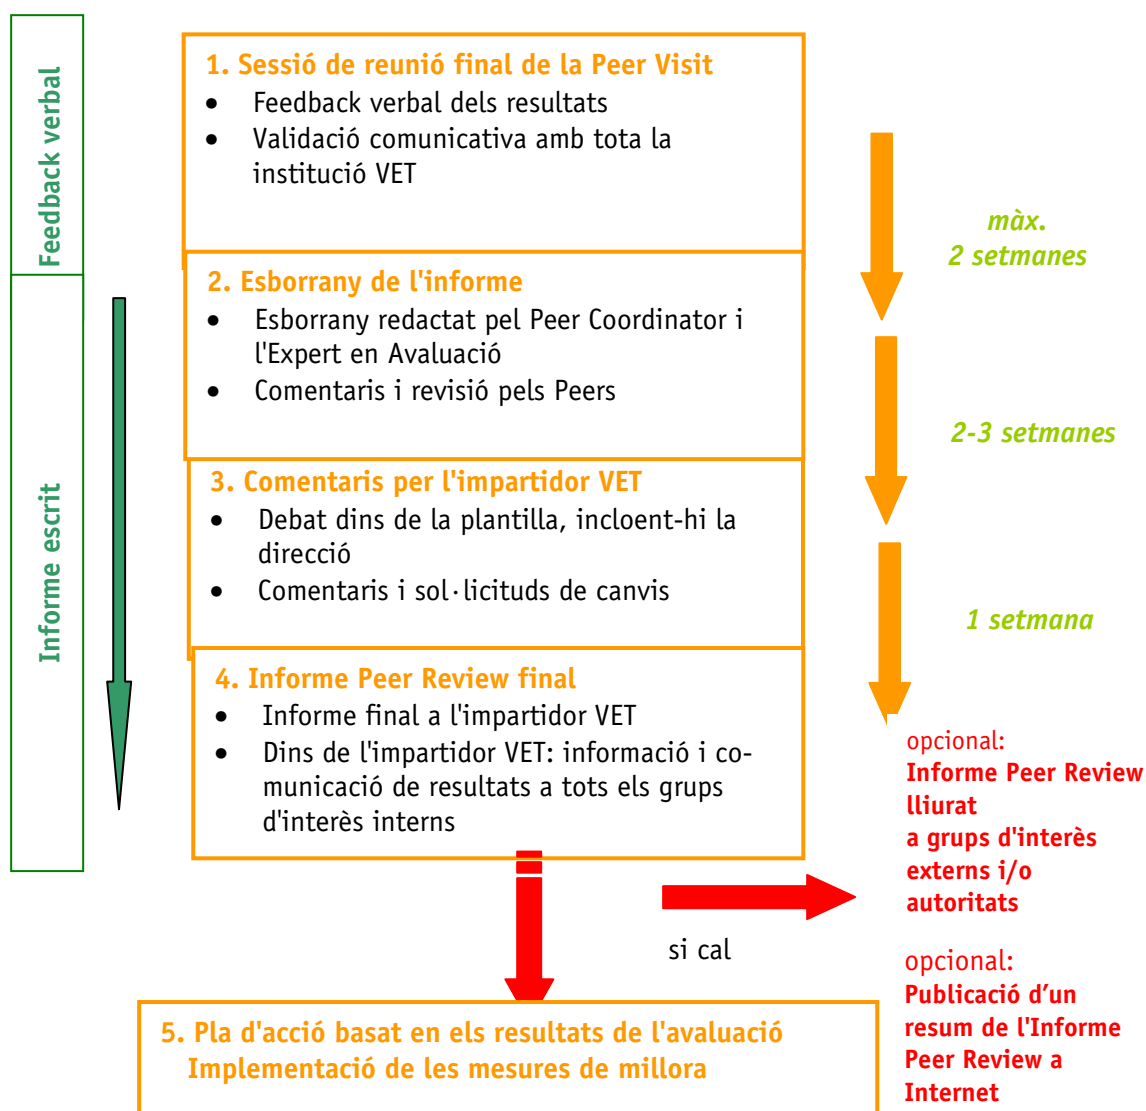 Feedback verbal
1. Sessió de reunió final de la Peer Visit
• Feedback verbal dels resultats
• Validació comunicativa amb tota la
institució VET
màx.
2 setmanes
Informe escrit
2. Esborrany de l'informe
• Esborrany redactat pel Peer Coordinator i
l'Expert en Avaluació
• Comentaris i revisió pels Peers
2-3 setmanes
3. Comentaris per l'impartidor VET
• Debat dins de la plantilla, incloent-hi la
direcció
• Comentaris i sol·licituds de canvis
1 setmana
4. Informe Peer Review final
• Informe final a l'impartidor VET
• Dins de l'impartidor VET: informació i co-
municació de resultats a tots els grups
d'interès interns
opcional:
Informe Peer Review
lliurat
a grups d'interès
externs i/o
autoritats
si cal
opcional:
Publicació d’un
resum de l'Informe
Peer Review a
Internet
5. Pla d'acció basat en els resultats de l'avaluació
Implementació de les mesures de millora